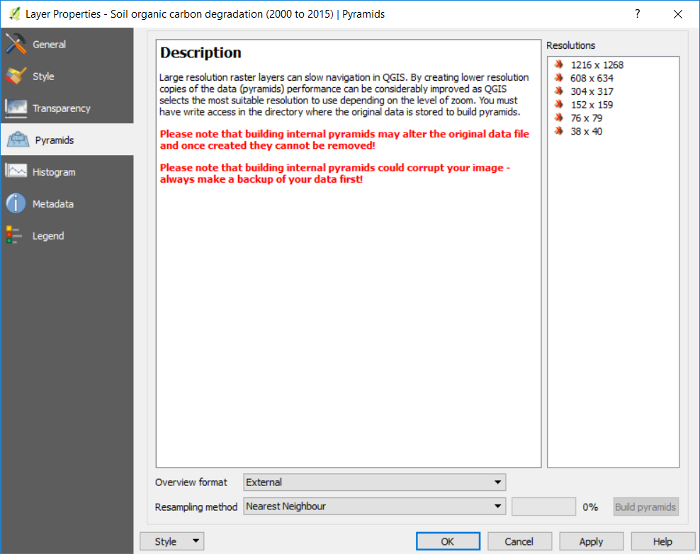 Layer Properties - Soil organic carbon degradation (2000 to 2015) | Pyramids
?
General
Style
Transparency
Pyramids
Histogram
Metadata
Legend
Description
Large resolution raster layers can slow navigation in QGIS. By creating lower resolution
copies of the data (pyramids) performance can be considerably improved as QGIS
selects the most suitable resolution to use depending on the level of zoom. You must
have write access in the directory where the original data is stored to build pyramids.
Please note that building internal pyramids may alter the original data file
and once created they cannot be removed!
Please note that building internal pyramids could corrupt your image -
always make a backup of your data first!
Resolutions
1216 x 1268
608 x 634
304 x 317
152 x 159
76 x 79
38 x 40
Overview format
External
Resampling method
Nearest Neighbour
0%
Build pyramids
Style
OK
Cancel
Apply
Help